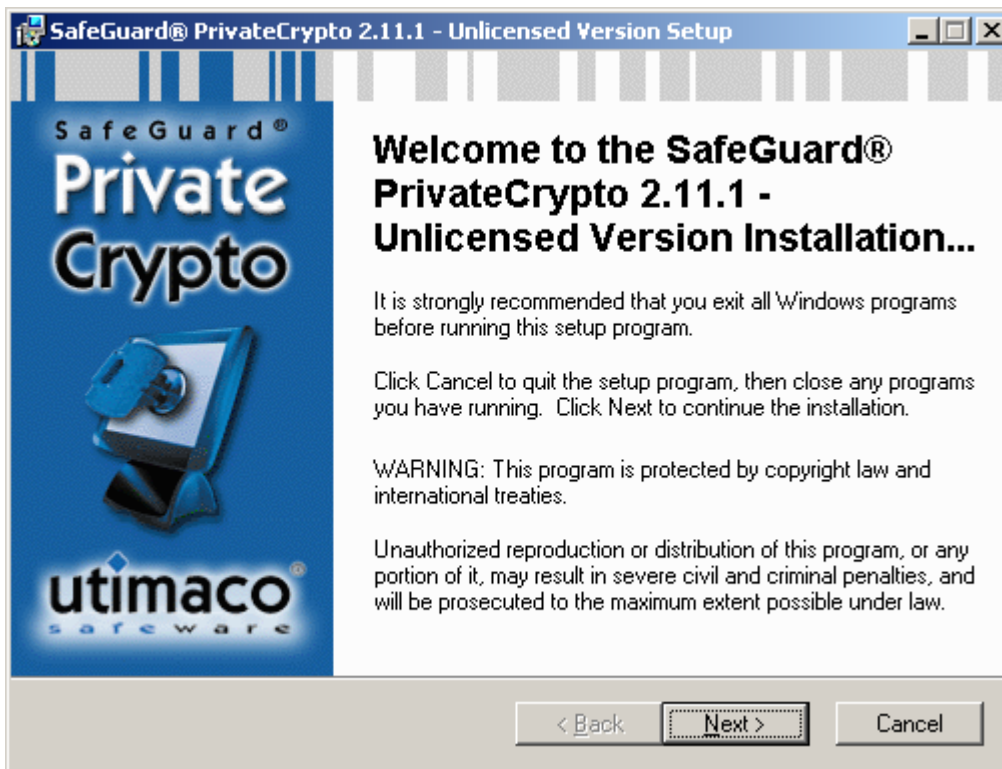 SafeGuard® PrivateCrypto 2.11.1 - Unlicensed Version Setup
SafeGuard®
Private
Crypto
utimaco®
safeware
Welcome to the SafeGuard®
PrivateCrypto 2.11.1 -
Unlicensed Version Installation...
It is strongly recommended that you exit all Windows programs
before running this setup program.
Click Cancel to quit the setup program, then close any programs
you have running.  Click Next to continue the installation.
WARNING: This program is protected by copyright law and
international treaties.
Unauthorized reproduction or distribution of this program, or any
portion of it, may result in severe civil and criminal penalties, and
will be prosecuted to the maximum extent possible under law.
< Back
Next >
Cancel